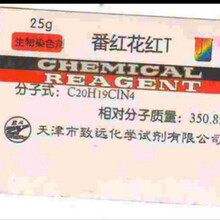 25g
生物染色剂
番红花红T
CHEMICAL
REAGENT
分子式: C20H19ClN4
相对分子质量: 350.8
天津市致远化学试剂有限公司